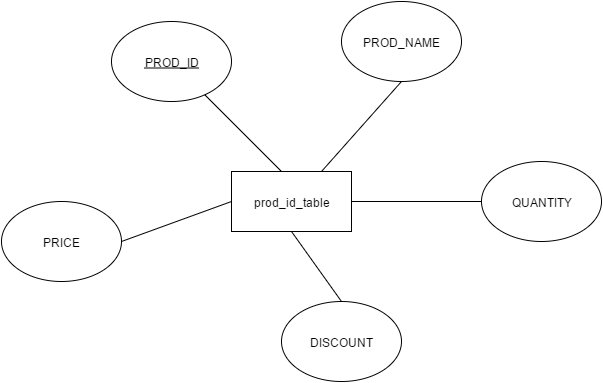 PROD_NAME
PROD_ID
prod_id_table
QUANTITY
PRICE
DISCOUNT